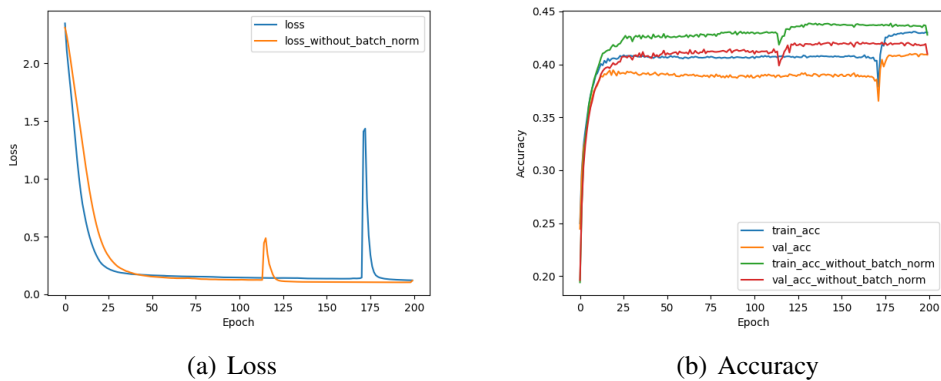 loss
loss_without_batch_norm
2.0
1.5
1.0
0.5
0.0
Loss
0 25 50 75 100 125 150 175 200
Epoch
(a) Loss
0.45
0.40
0.35
0.30
0.25
0.20
Accuracy
train_acc
val_acc
train_acc_without_batch_norm
val_acc_without_batch_norm
0 25 50 75 100 125 150 175 200
Epoch
(b) Accuracy